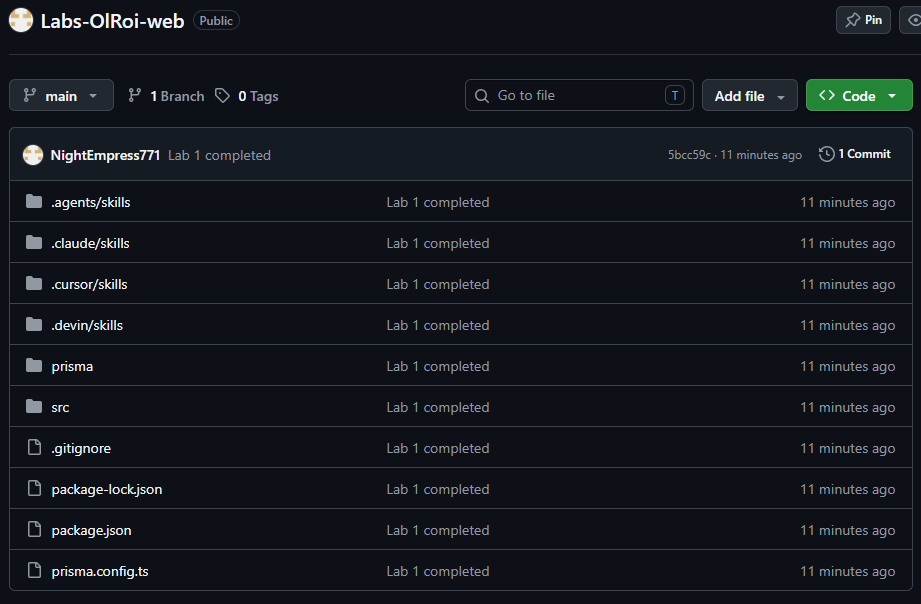 Labs-OlRoi-web Public Pin
main 1 Branch 0 Tags Go to file T Add file Code
NightEmpress771 Lab 1 completed 5bcc59c · 11 minutes ago 1 Commit
.agents/skills Lab 1 completed 11 minutes ago
.claude/skills Lab 1 completed 11 minutes ago
.cursor/skills Lab 1 completed 11 minutes ago
.devin/skills Lab 1 completed 11 minutes ago
prisma Lab 1 completed 11 minutes ago
src Lab 1 completed 11 minutes ago
.gitignore Lab 1 completed 11 minutes ago
package-lock.json Lab 1 completed 11 minutes ago
package.json Lab 1 completed 11 minutes ago
prisma.config.ts Lab 1 completed 11 minutes ago